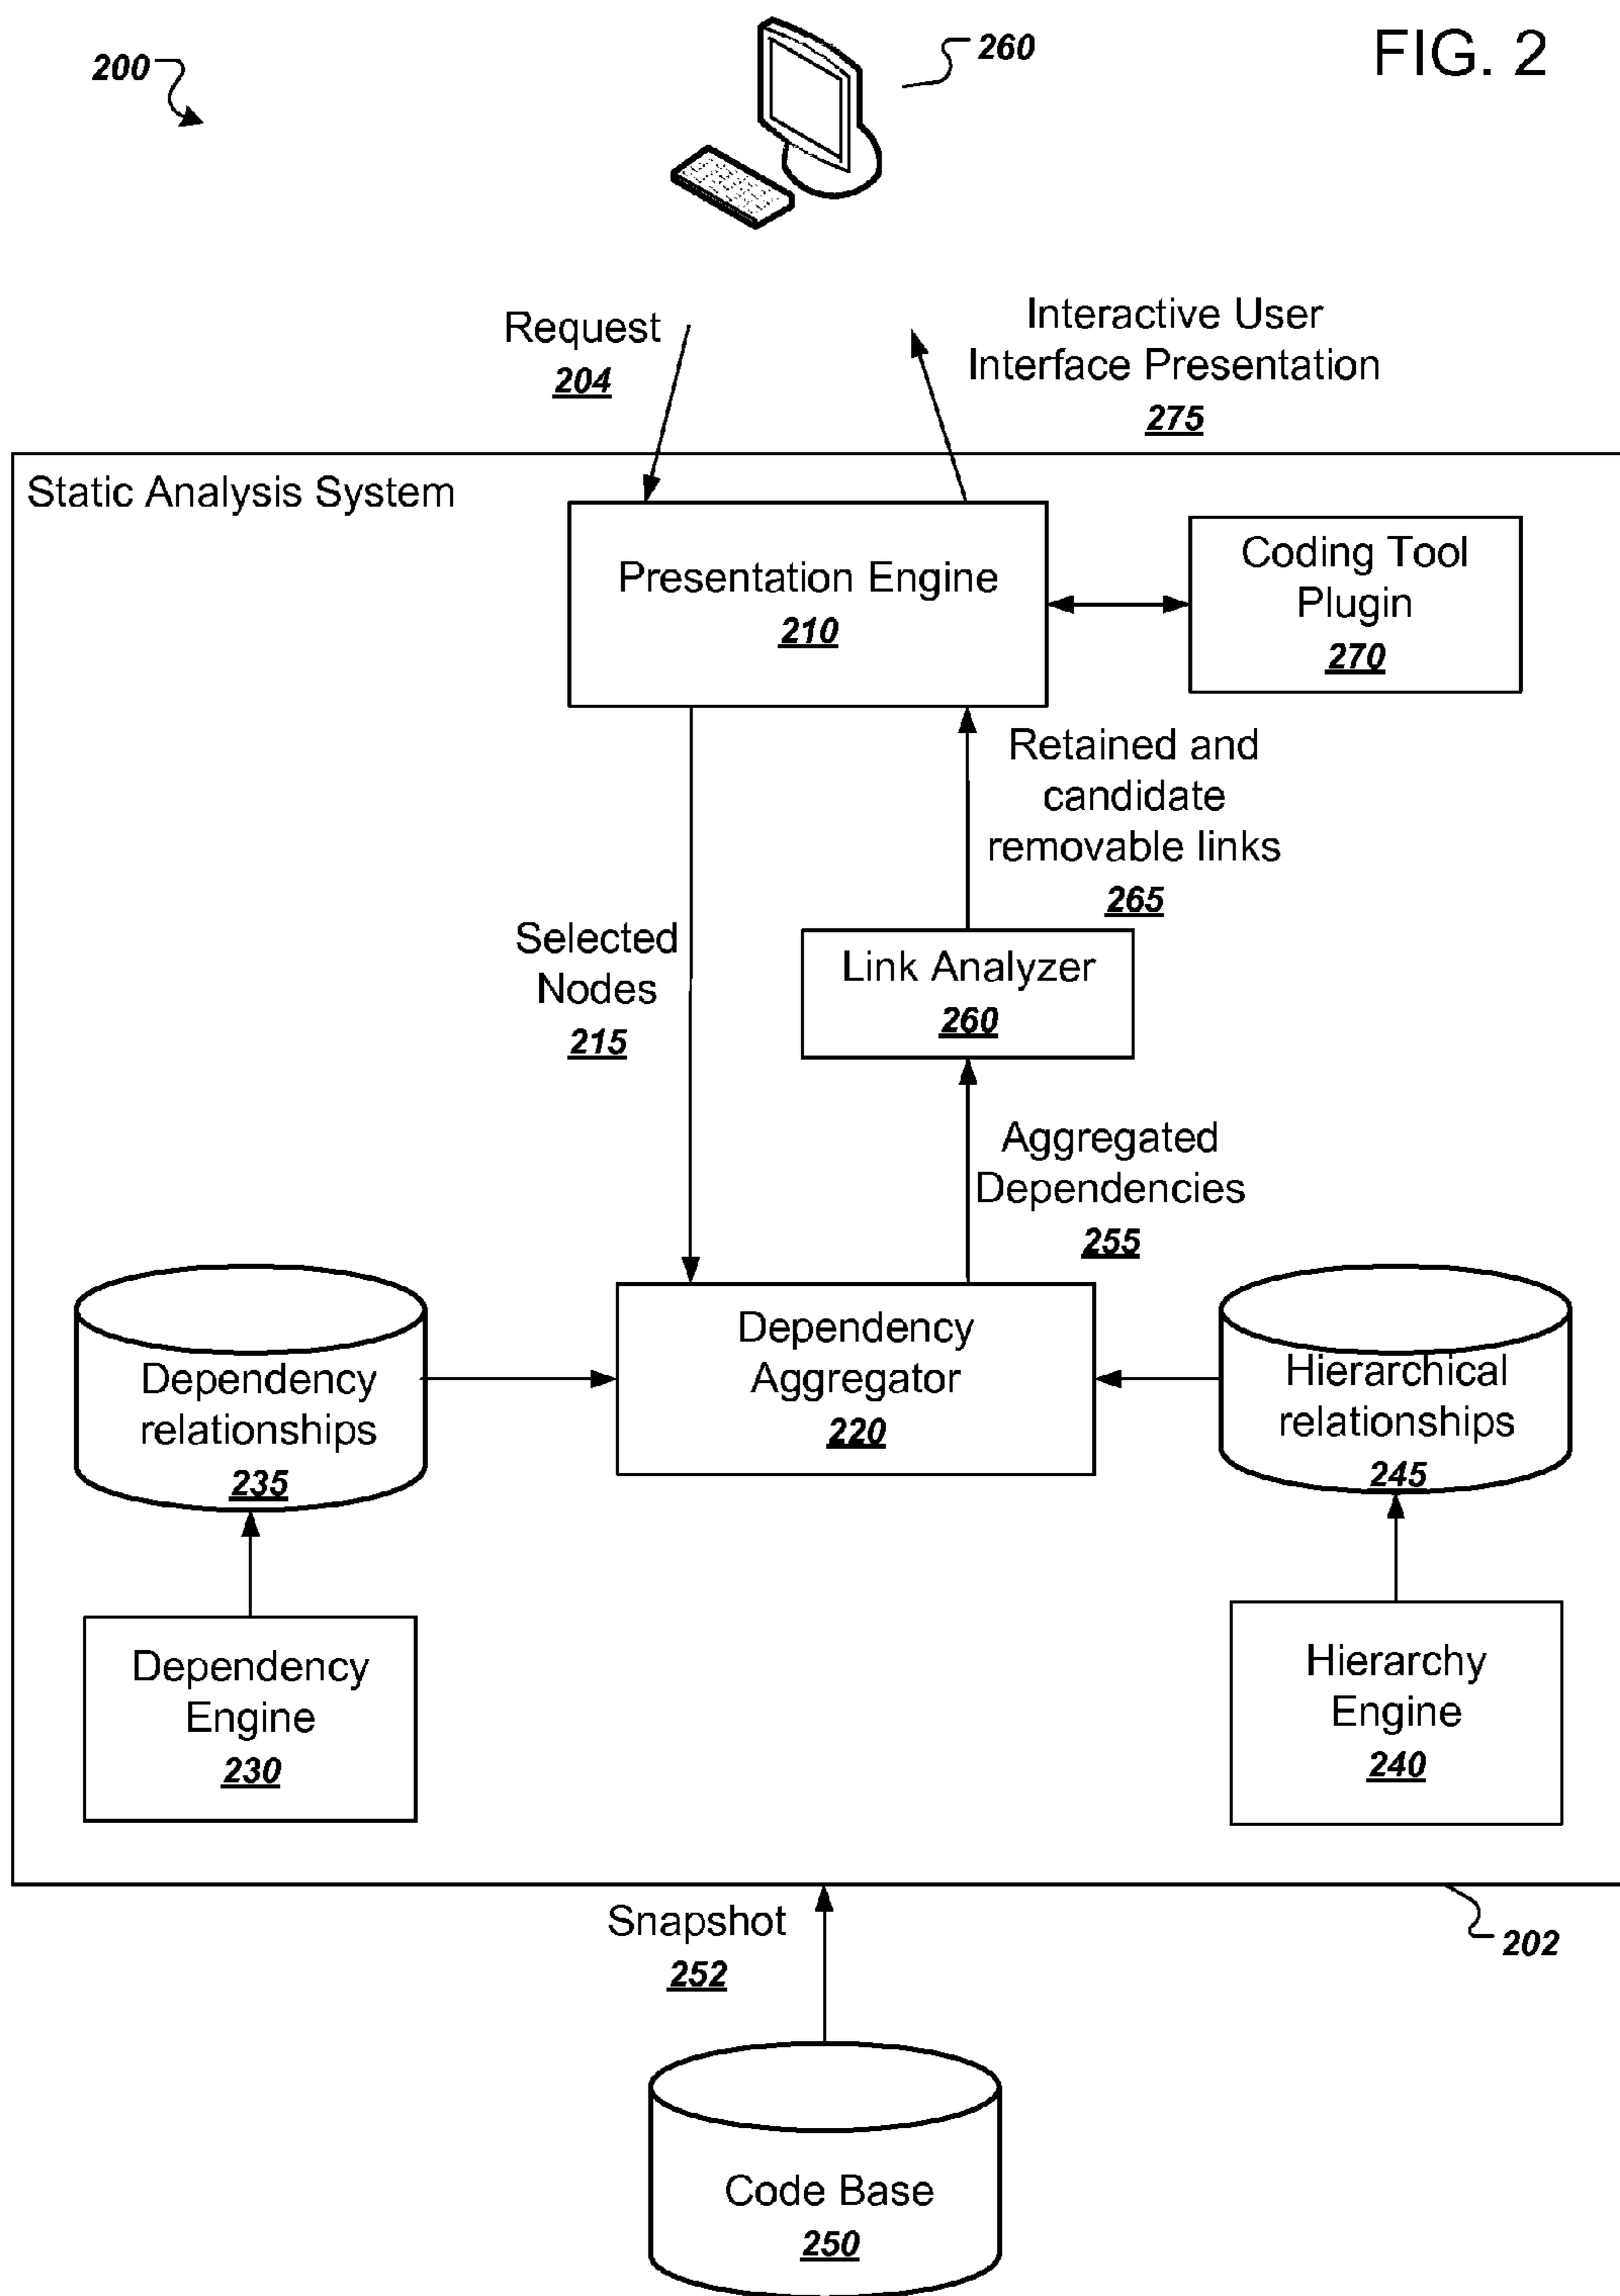 FIG. 2
200
260
Request
204
Interactive User
Interface Presentation
275
Static Analysis System
Presentation Engine
210
Coding Tool
Plugin
270
Retained and
candidate
removable links
265
Selected
Nodes
215
Link Analyzer
260
Aggregated
Dependencies
255
Dependency
relationships
235
Dependency
Aggregator
220
Hierarchical
relationships
245
Dependency
Engine
230
Hierarchy
Engine
240
202
Snapshot
252
Code Base
250